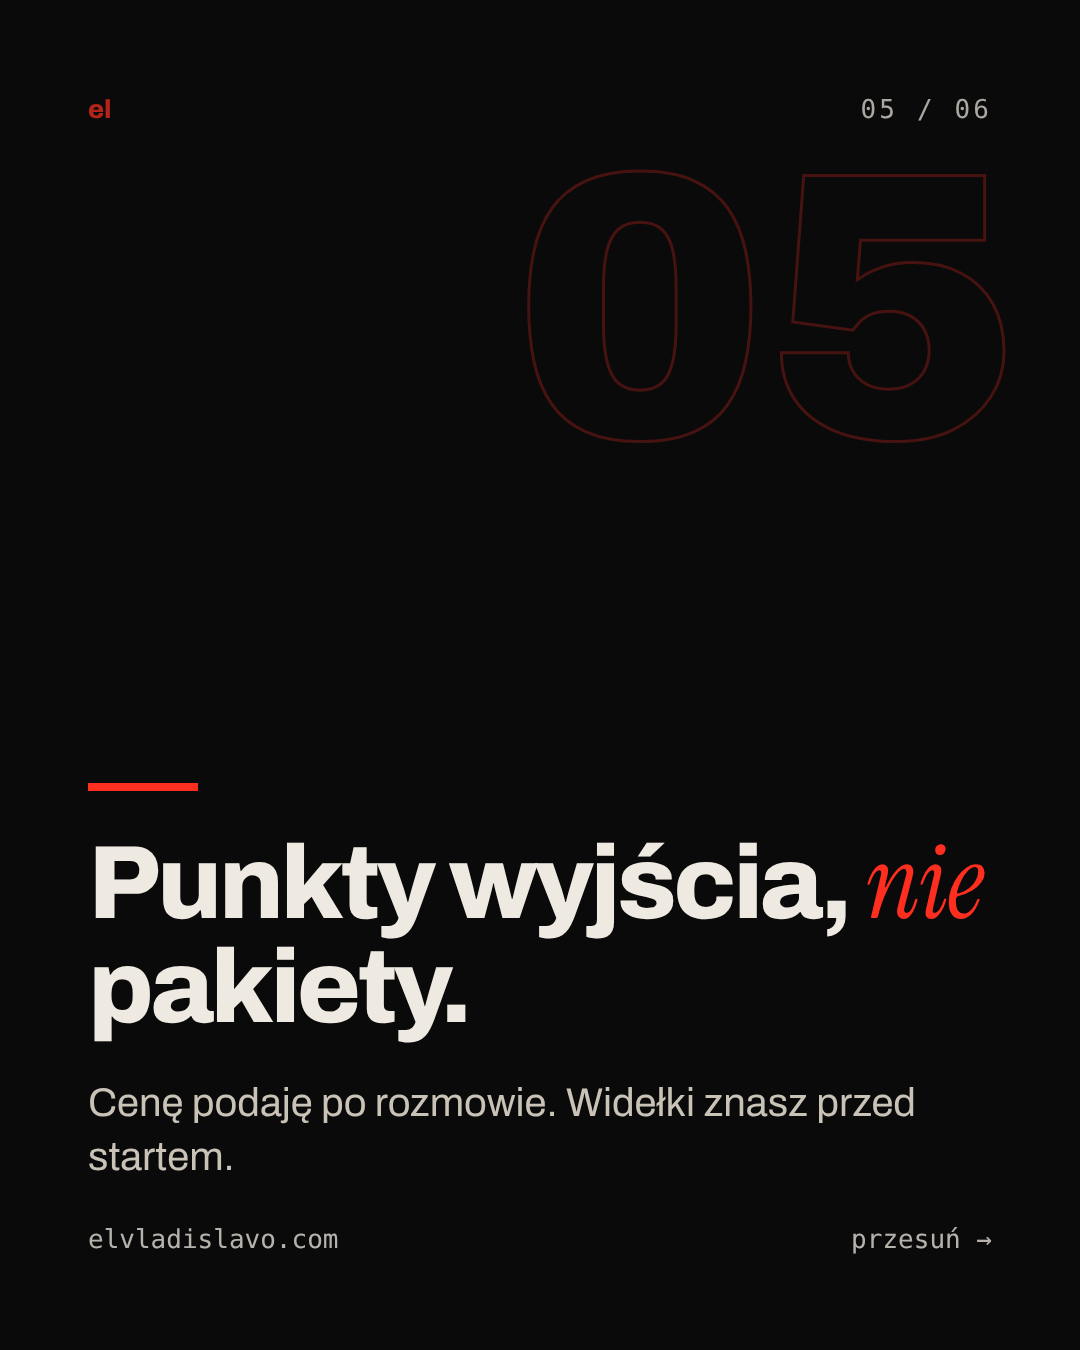 el
05 / 06
05
Punkty wyjścia, nie
pakiety.
Cenę podaję po rozmowie. Widełki znasz przed
startem.
elvladislavo.com
przesuń →